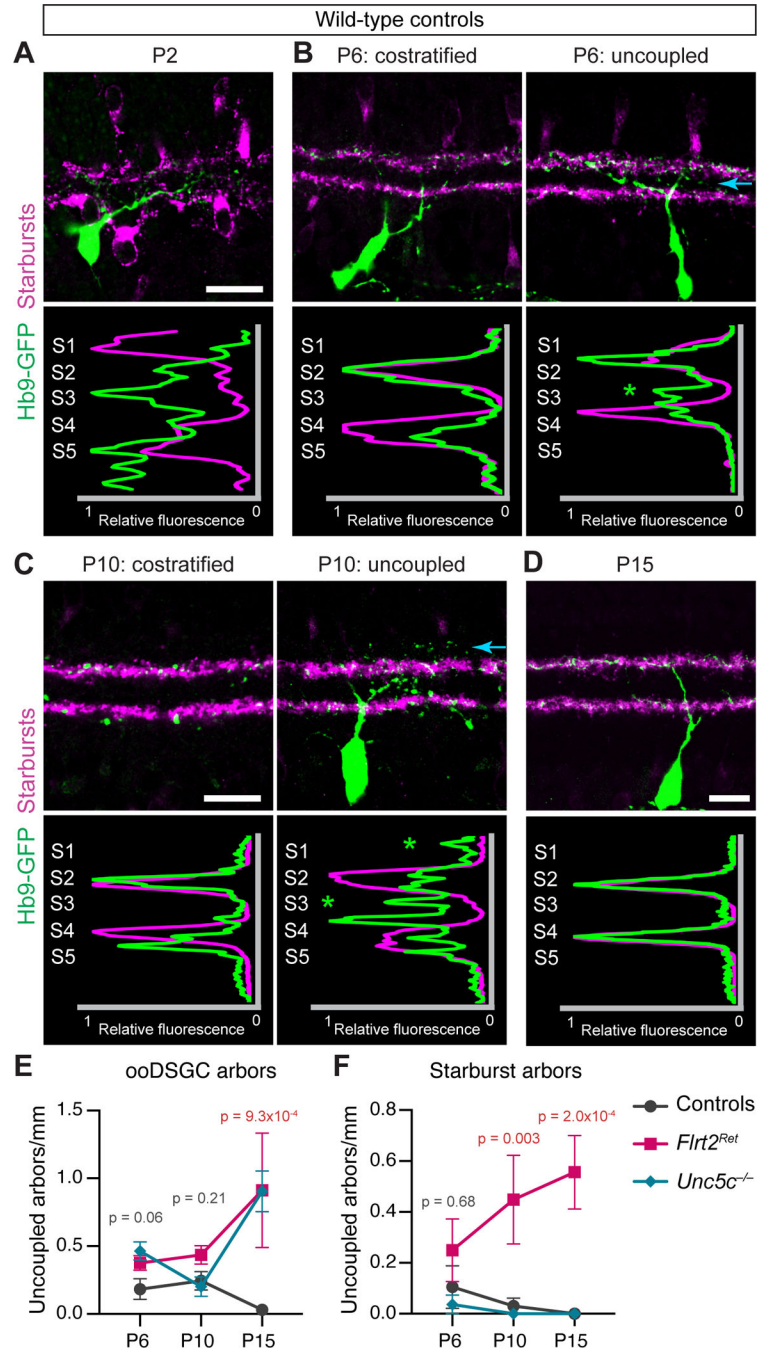 Wild-type controls
A P2
B P6: costratified P6: uncoupled
Hb9-GFP Starbursts
S1
S2
S3
S4
S5
1 0
Relative fluorescence
S1
S2
S3
S4
S5
1 0
Relative fluorescence
S1
S2
S3 *
S4
S5
1 0
Relative fluorescence
C P10: costratified P10: uncoupled
D P15
Hb9-GFP Starbursts
S1
S2
S3
S4
S5
1 0
Relative fluorescence
S1 *
S2
S3 *
S4
S5
1 0
Relative fluorescence
S1
S2
S3
S4
S5
1 0
Relative fluorescence
E ooDSGC arbors
Uncoupled arbors/mm
1.5
1.0
0.5
0.0
p = 0.06
p = 0.21
p = 9.3x10⁻⁴
P6 P10 P15
F Starburst arbors
Uncoupled arbors/mm
0.8
0.6
0.4
0.2
0.0
p = 0.68
p = 0.003
p = 2.0x10⁻⁴
P6 P10 P15
Controls
Flrt2ᴿᵉᵗ
Unc5c⁻/⁻